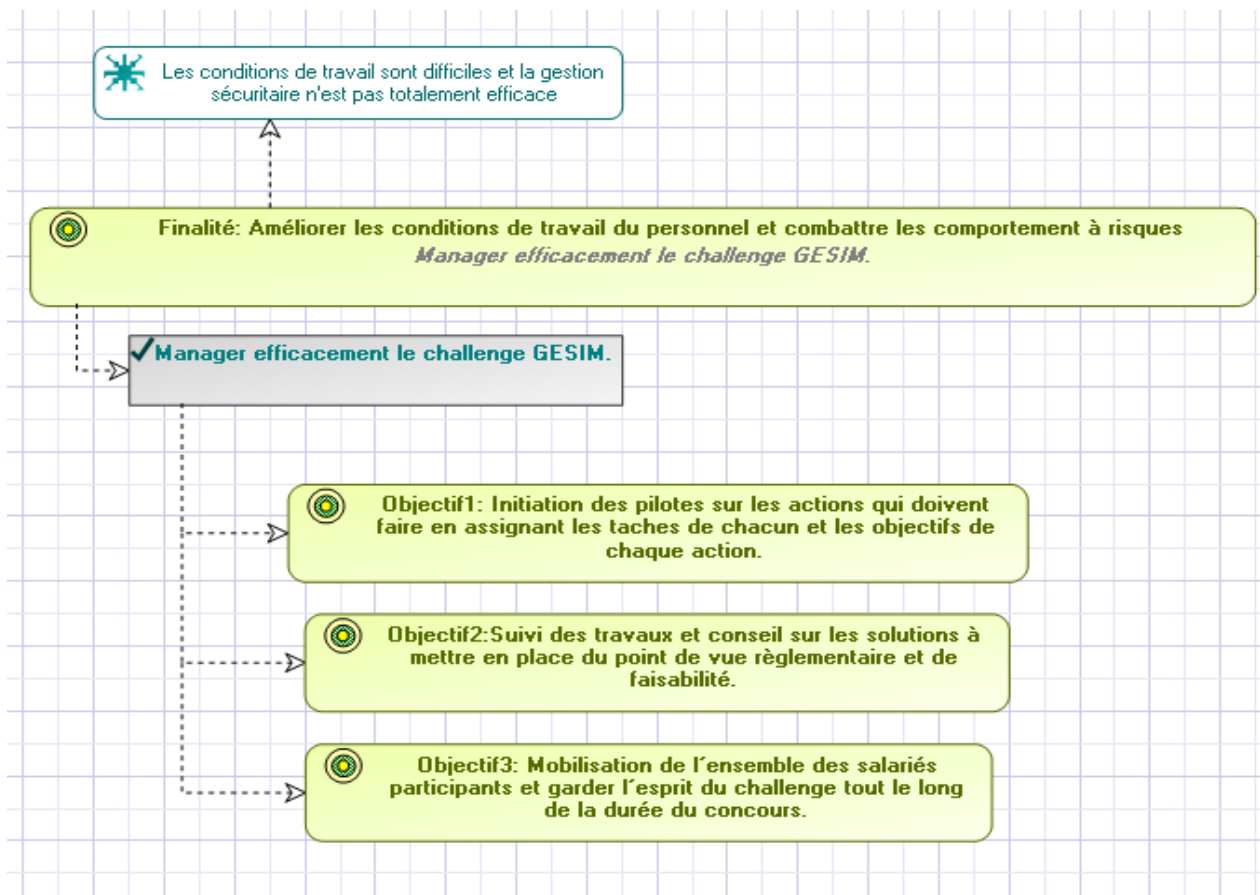 Les conditions de travail sont difficiles et la gestion
sécuritaire n'est pas totalement efficace
Finalité: Améliorer les conditions de travail du personnel et combattre les comportement à risques
Manager efficacement le challenge GESIM.
Manager efficacement le challenge GESIM.
Objectif1: Initiation des pilotes sur les actions qui doivent
faire en assignant les taches de chacun et les objectifs de
chaque action.
Objectif2:Suivi des travaux et conseil sur les solutions à
mettre en place du point de vue règlementaire et de
faisabilité.
Objectif3: Mobilisation de l´ensemble des salariés
participants et garder l´esprit du challenge tout le long
de la durée du concours.